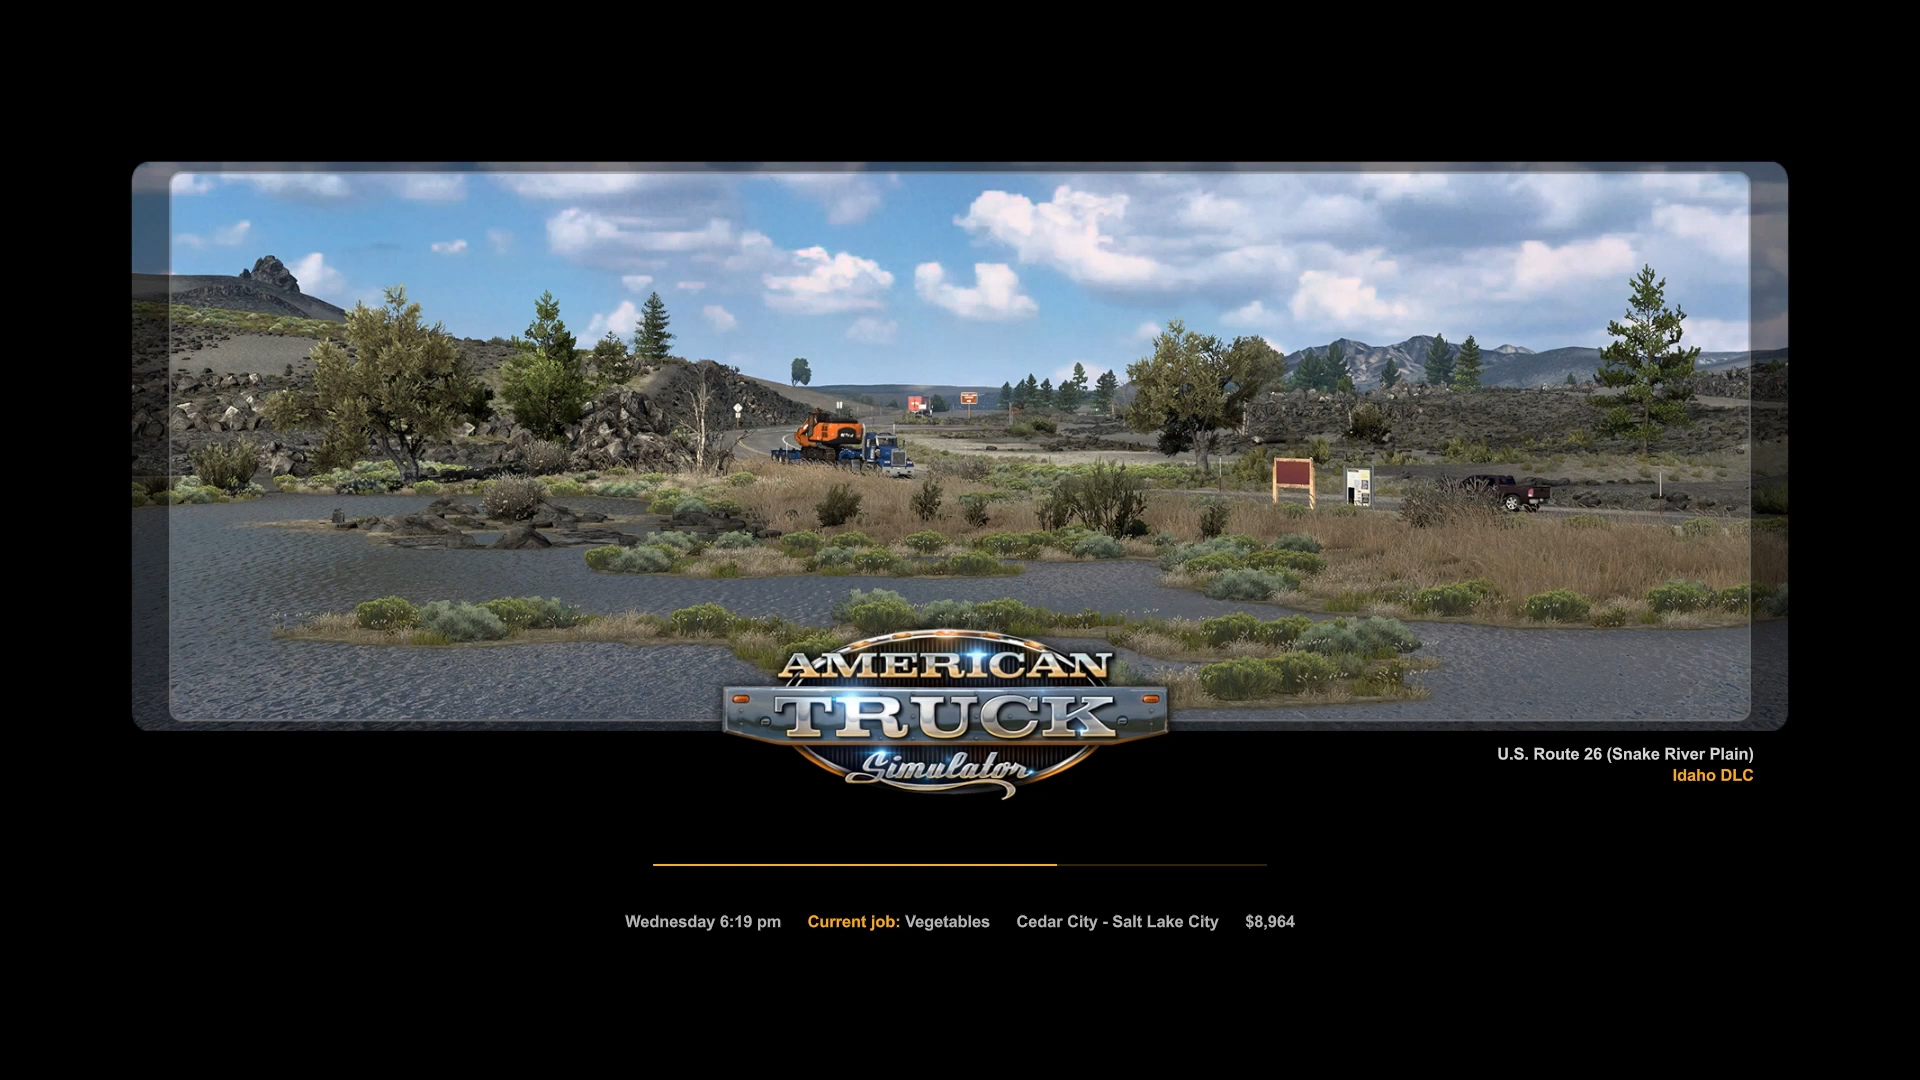 AMERICAN
TRUCK
Simulator
U.S. Route 26 (Snake River Plain)
Idaho DLC
Wednesday 6:19 pm Current job: Vegetables Cedar City - Salt Lake City $8,964